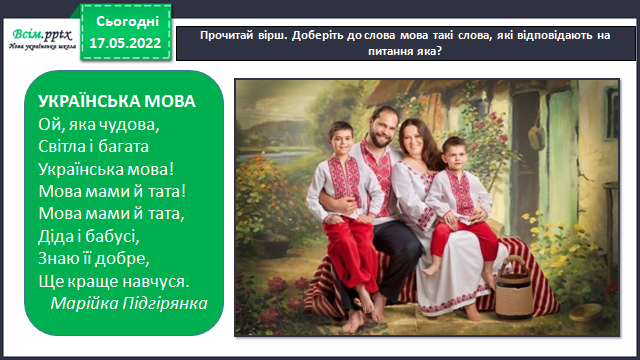 Всім.pptx
Нова українська школа
Сьогодні
17.05.2022
Прочитай вірш. Доберіть до слова мова такі слова, які відповідають на
питання яка?
УКРАЇНСЬКА МОВА
Ой, яка чудова,
Світла і багата
Українська мова!
Мова мами й тата!
Мова мами й тата,
Діда і бабусі,
Знаю її добре,
Ще краще навчуся.
Марійка Підгірянка